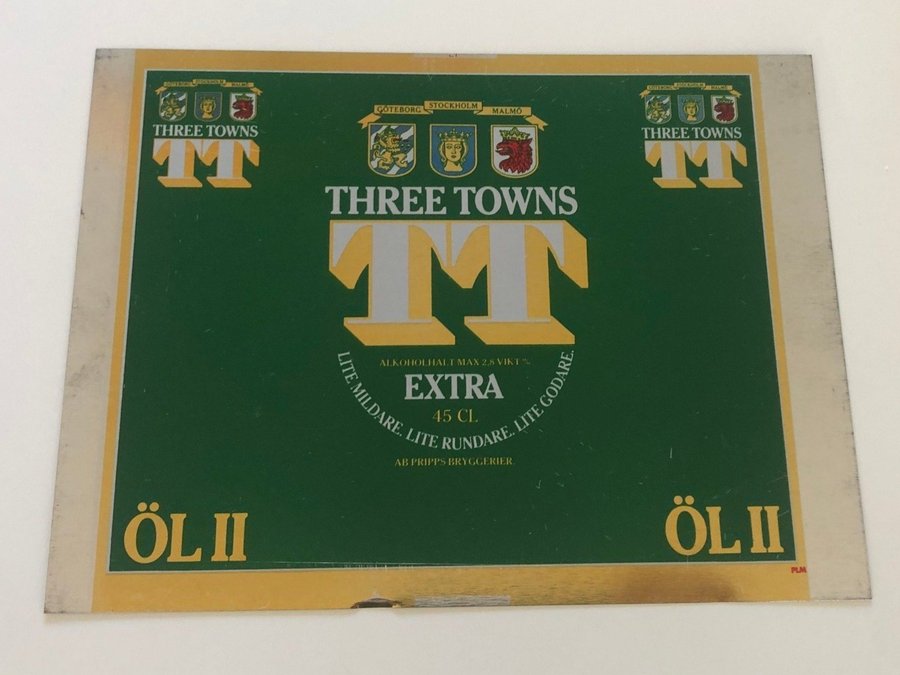 GÖTEBORG STOCKHOLM MALMÖ
THREE TOWNS
TT
GÖTEBORG STOCKHOLM MALMÖ
THREE TOWNS
TT
GÖTEBORG STOCKHOLM MALMÖ
THREE TOWNS
TT
ALKOHOLHALT MAX 2,8 VIKT %
EXTRA
45 CL
LITE MILDARE. LITE RUNDARE. LITE GODARE.
AB PRIPPS BRYGGERIER.
ÖL II
ÖL II
PLM